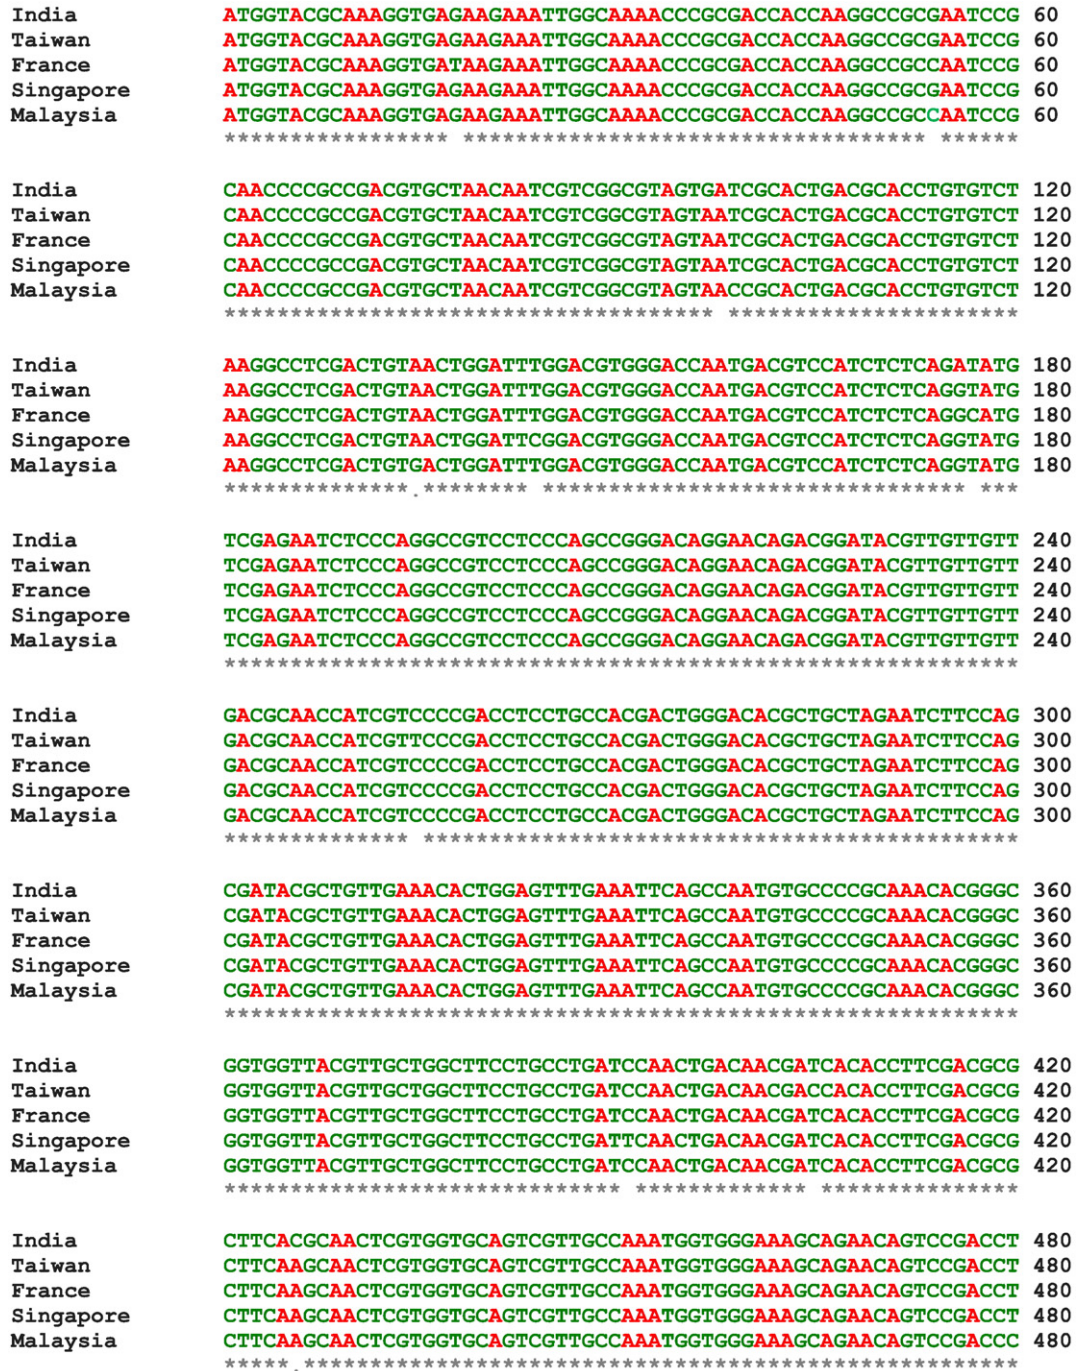 India ATGGTACGCAAAGGTGAGAAGAAATTGGCAAAACCCGCGACCACCAAGGCCGCGAATCCG 60
Taiwan ATGGTACGCAAAGGTGAGAAGAAATTGGCAAAACCCGCGACCACCAAGGCCGCGAATCCG 60
France ATGGTACGCAAAGGTGATAAGAAATTGGCAAAACCCGCGACCACCAAGGCCGCCAATCCG 60
Singapore ATGGTACGCAAAGGTGAGAAGAAATTGGCAAAACCCGCGACCACCAAGGCCGCGAATCCG 60
Malaysia ATGGTACGCAAAGGTGAGAAGAAATTGGCAAAACCCGCGACCACCAAGGCCGCCAATCCG 60
***************** *********************************** ******
India CAACCCCGCCGACGTGCTAACAATCGTCGGCGTAGTGATCGCACTGACGCACCTGTGTCT 120
Taiwan CAACCCCGCCGACGTGCTAACAATCGTCGGCGTAGTAATCGCACTGACGCACCTGTGTCT 120
France CAACCCCGCCGACGTGCTAACAATCGTCGGCGTAGTAATCGCACTGACGCACCTGTGTCT 120
Singapore CAACCCCGCCGACGTGCTAACAATCGTCGGCGTAGTAATCGCACTGACGCACCTGTGTCT 120
Malaysia CAACCCCGCCGACGTGCTAACAATCGTCGGCGTAGTAACCGCACTGACGCACCTGTGTCT 120
************************************* **********************
India AAGGCCTCGACTGTAACTGGATTTGGACGTGGGACCAATGACGTCCATCTCTCAGATATG 180
Taiwan AAGGCCTCGACTGTAACTGGATTTGGACGTGGGACCAATGACGTCCATCTCTCAGGTATG 180
France AAGGCCTCGACTGTAACTGGATTTGGACGTGGGACCAATGACGTCCATCTCTCAGGCATG 180
Singapore AAGGCCTCGACTGTAACTGGATTCGGACGTGGGACCAATGACGTCCATCTCTCAGGTATG 180
Malaysia AAGGCCTCGACTGTGACTGGATTTGGACGTGGGACCAATGACGTCCATCTCTCAGGTATG 180
**************.******** ******************************** ***
India TCGAGAATCTCCCAGGCCGTCCTCCCAGCCGGGACAGGAACAGACGGATACGTTGTTGTT 240
Taiwan TCGAGAATCTCCCAGGCCGTCCTCCCAGCCGGGACAGGAACAGACGGATACGTTGTTGTT 240
France TCGAGAATCTCCCAGGCCGTCCTCCCAGCCGGGACAGGAACAGACGGATACGTTGTTGTT 240
Singapore TCGAGAATCTCCCAGGCCGTCCTCCCAGCCGGGACAGGAACAGACGGATACGTTGTTGTT 240
Malaysia TCGAGAATCTCCCAGGCCGTCCTCCCAGCCGGGACAGGAACAGACGGATACGTTGTTGTT 240
************************************************************
India GACGCAACCATCGTCCCCGACCTCCTGCCACGACTGGGACACGCTGCTAGAATCTTCCAG 300
Taiwan GACGCAACCATCGTTCCCGACCTCCTGCCACGACTGGGACACGCTGCTAGAATCTTCCAG 300
France GACGCAACCATCGTCCCCGACCTCCTGCCACGACTGGGACACGCTGCTAGAATCTTCCAG 300
Singapore GACGCAACCATCGTCCCCGACCTCCTGCCACGACTGGGACACGCTGCTAGAATCTTCCAG 300
Malaysia GACGCAACCATCGTCCCCGACCTCCTGCCACGACTGGGACACGCTGCTAGAATCTTCCAG 300
************** *********************************************
India CGATACGCTGTTGAAACACTGGAGTTTGAAATTCAGCCAATGTGCCCCGCAAACACGGGC 360
Taiwan CGATACGCTGTTGAAACACTGGAGTTTGAAATTCAGCCAATGTGCCCCGCAAACACGGGC 360
France CGATACGCTGTTGAAACACTGGAGTTTGAAATTCAGCCAATGTGCCCCGCAAACACGGGC 360
Singapore CGATACGCTGTTGAAACACTGGAGTTTGAAATTCAGCCAATGTGCCCCGCAAACACGGGC 360
Malaysia CGATACGCTGTTGAAACACTGGAGTTTGAAATTCAGCCAATGTGCCCCGCAAACACGGGC 360
************************************************************
India GGTGGTTACGTTGCTGGCTTCCTGCCTGATCCAACTGACAACGATCACACCTTCGACGCG 420
Taiwan GGTGGTTACGTTGCTGGCTTCCTGCCTGATCCAACTGACAACGACCACACCTTCGACGCG 420
France GGTGGTTACGTTGCTGGCTTCCTGCCTGATCCAACTGACAACGATCACACCTTCGACGCG 420
Singapore GGTGGTTACGTTGCTGGCTTCCTGCCTGATTCAACTGACAACGATCACACCTTCGACGCG 420
Malaysia GGTGGTTACGTTGCTGGCTTCCTGCCTGATCCAACTGACAACGATCACACCTTCGACGCG 420
****************************** ************* ***************
India CTTCACGCAACTCGTGGTGCAGTCGTTGCCAAATGGTGGGAAAGCAGAACAGTCCGACCT 480
Taiwan CTTCAAGCAACTCGTGGTGCAGTCGTTGCCAAATGGTGGGAAAGCAGAACAGTCCGACCT 480
France CTTCAAGCAACTCGTGGTGCAGTCGTTGCCAAATGGTGGGAAAGCAGAACAGTCCGACCT 480
Singapore CTTCAAGCAACTCGTGGTGCAGTCGTTGCCAAATGGTGGGAAAGCAGAACAGTCCGACCT 480
Malaysia CTTCAAGCAACTCGTGGTGCAGTCGTTGCCAAATGGTGGGAAAGCAGAACAGTCCGACCC 480
*****.******************************************************